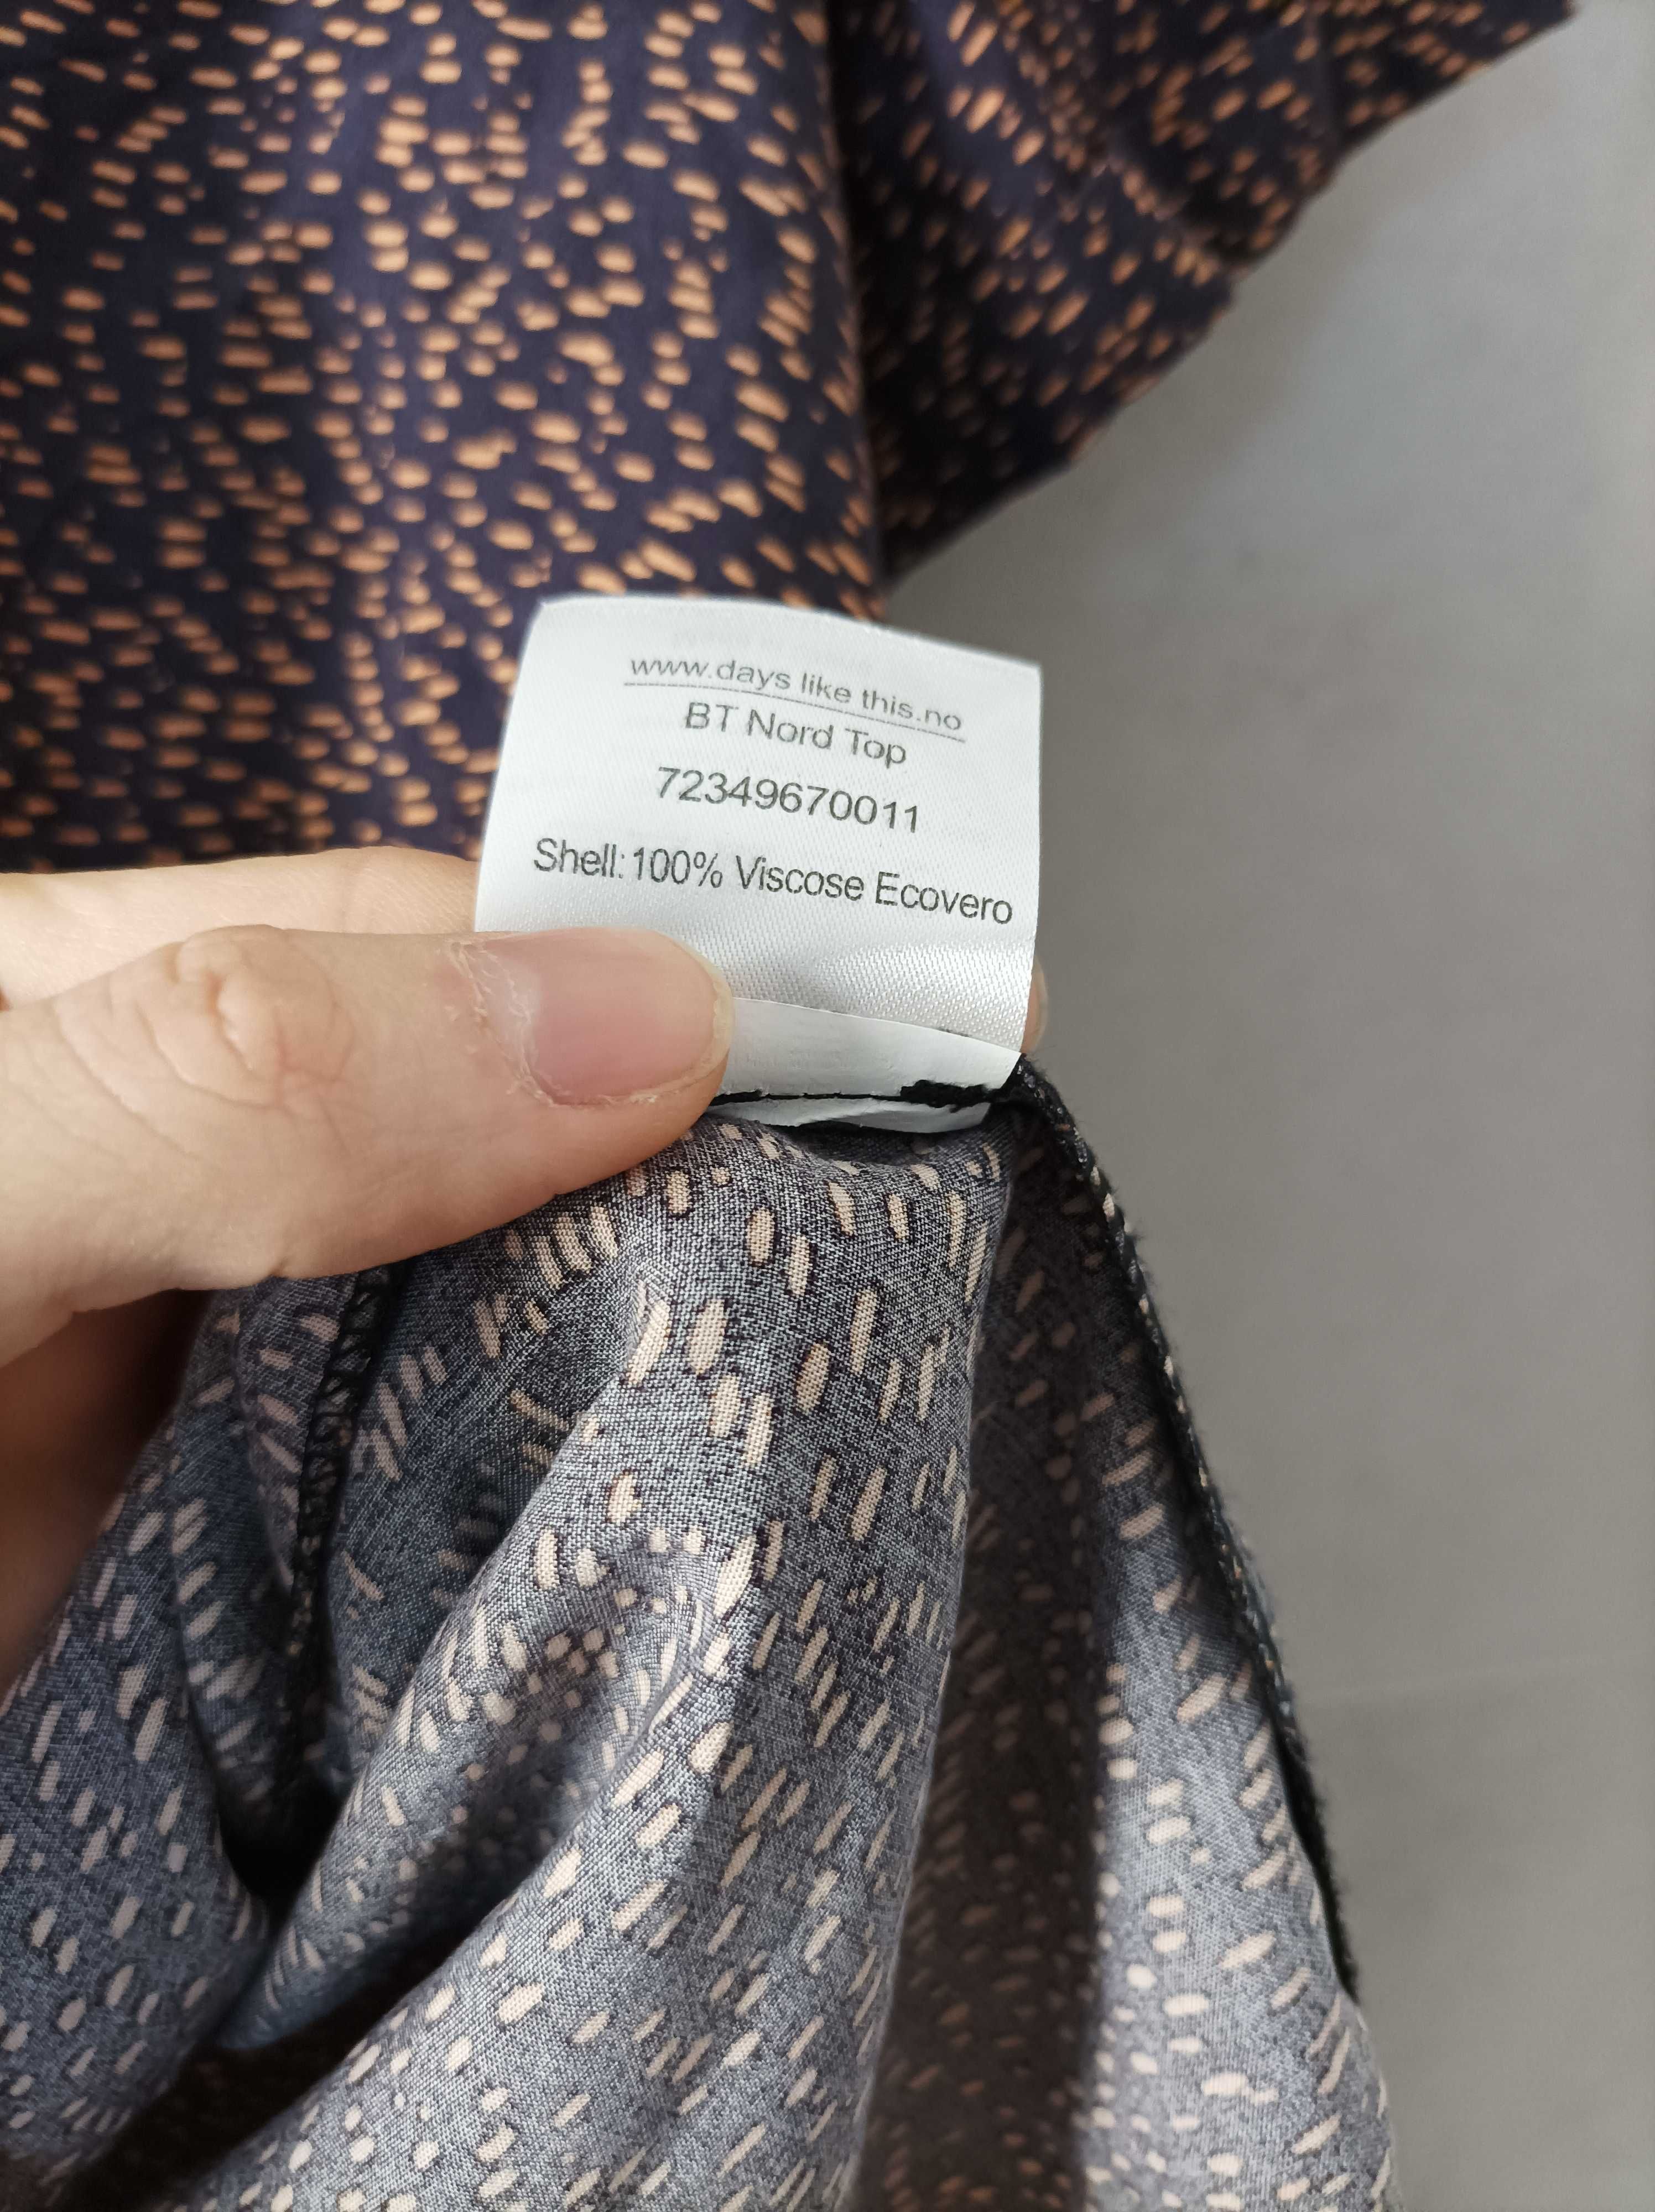 www.days like this.no
BT Nord Top
72349670011
Shell:100% Viscose Ecovero